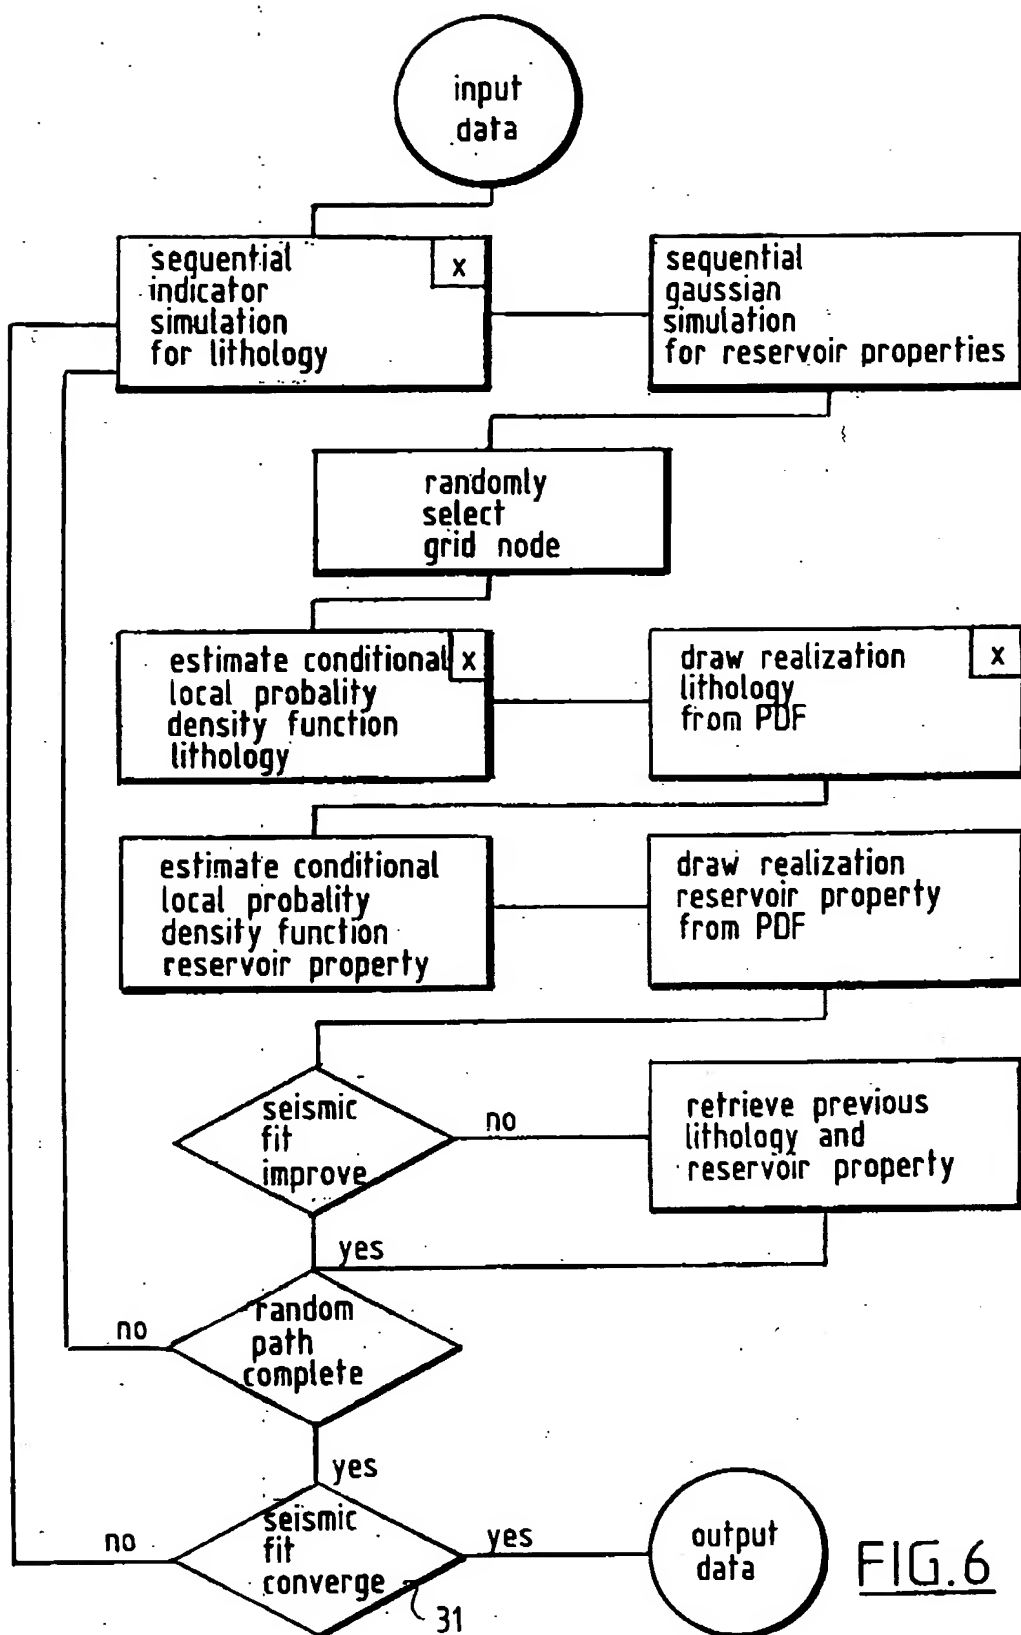 input
data
sequential
indicator
simulation
for lithology
x
sequential
gaussian
simulation
for reservoir properties
randomly
select
grid node
estimate conditional
local probality
density function
lithology
x
draw realization
lithology
from PDF
x
estimate conditional
local probality
density function
reservoir property
draw realization
reservoir property
from PDF
seismic
fit
improve
no
retrieve previous
lithology and
reservoir property
yes
random
path
complete
no
yes
seismic
fit
converge
no
yes
31
output
data
FIG.6